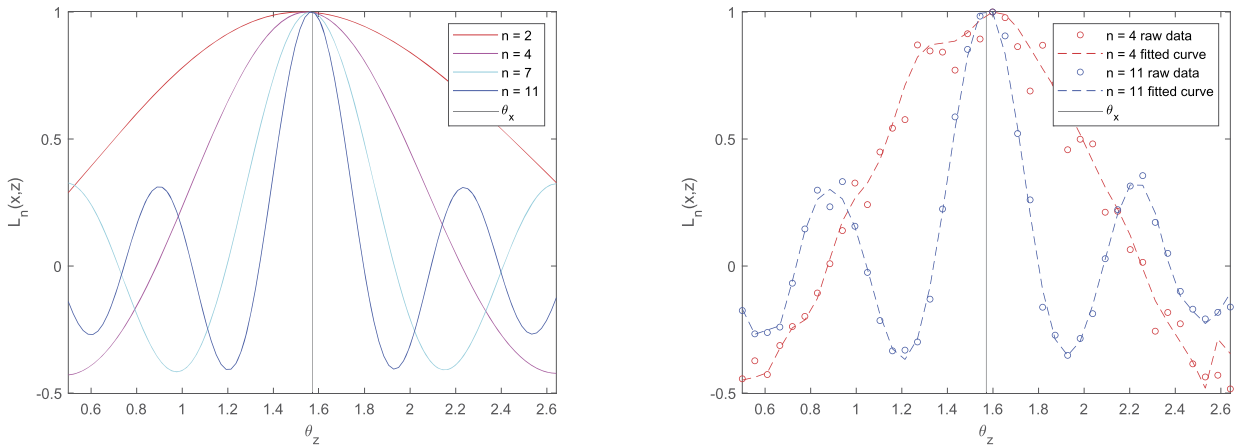 1
0.5
0
-0.5
L_n(x,z)
0.6 0.8 1 1.2 1.4 1.6 1.8 2 2.2 2.4 2.6
θ_z
n = 2
n = 4
n = 7
n = 11
θ_x
1
0.5
0
-0.5
L_n(x,z)
0.6 0.8 1 1.2 1.4 1.6 1.8 2 2.2 2.4 2.6
θ_z
n = 4 raw data
n = 4 fitted curve
n = 11 raw data
n = 11 fitted curve
θ_x